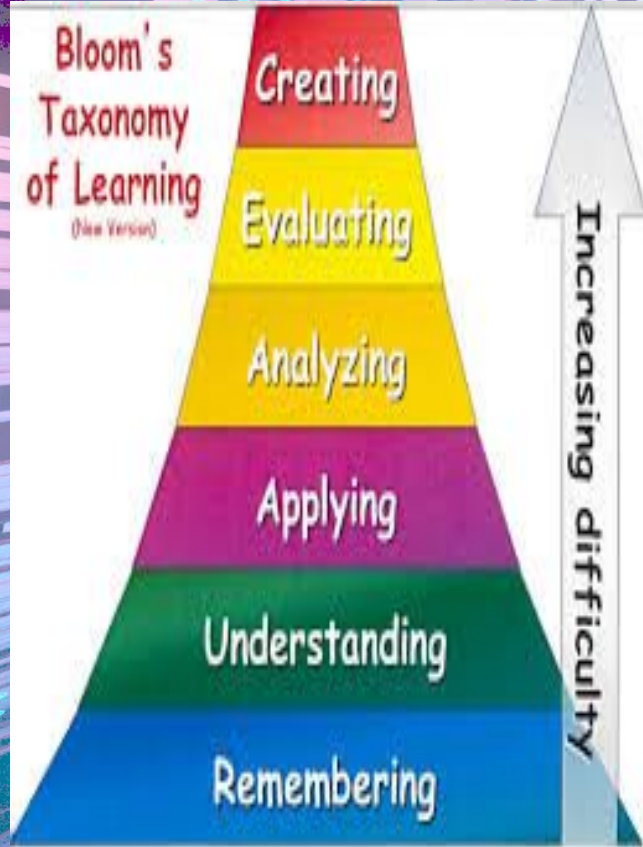 Bloom's
Taxonomy
of Learning
(New Version)
Creating
Evaluating
Analyzing
Applying
Understanding
Remembering
Increasing difficulty